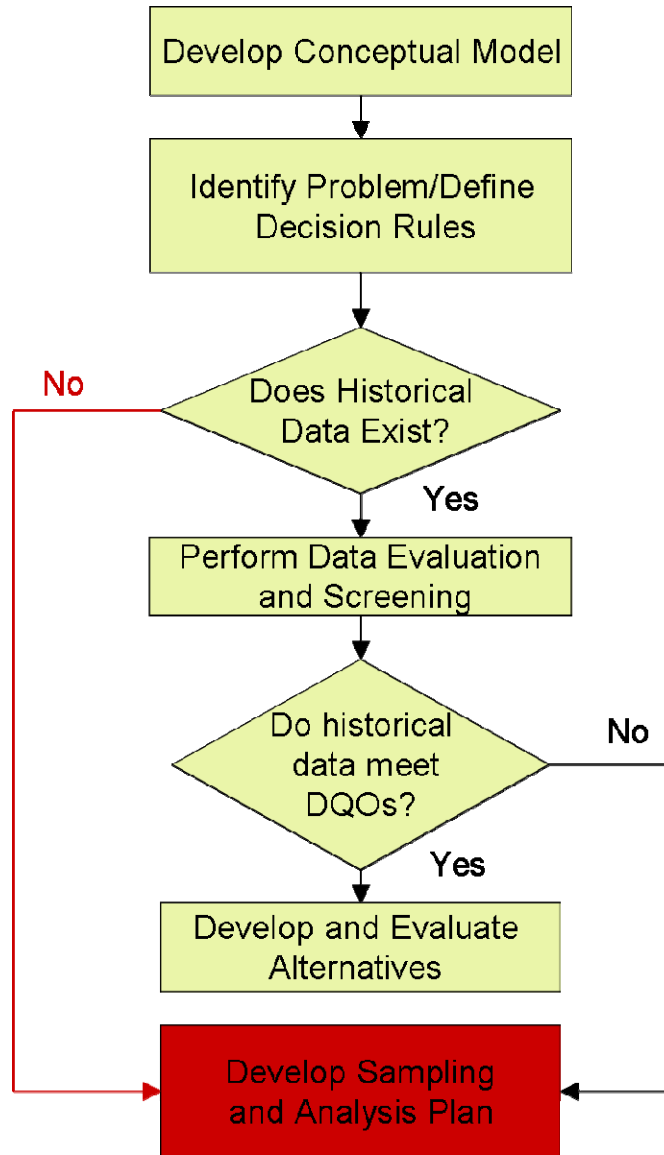 Develop Conceptual Model
Identify Problem/Define
Decision Rules
No
Does Historical
Data Exist?
Yes
Perform Data Evaluation
and Screening
Do historical
data meet
DQOs?
No
Yes
Develop and Evaluate
Alternatives
Develop Sampling
and Analysis Plan